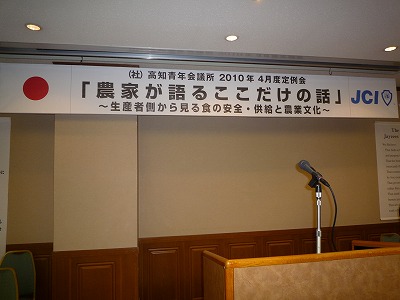 (社)高知青年会議所 2010年 4月度定例会
「農家が語るここだけの話」
～生産者側から見る食の安全・供給と農業文化～
JCI